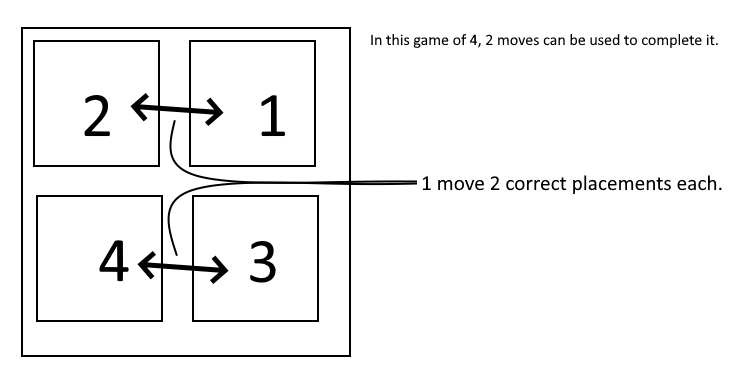 In this game of 4, 2 moves can be used to complete it.
2 1
1 move 2 correct placements each.
4 3